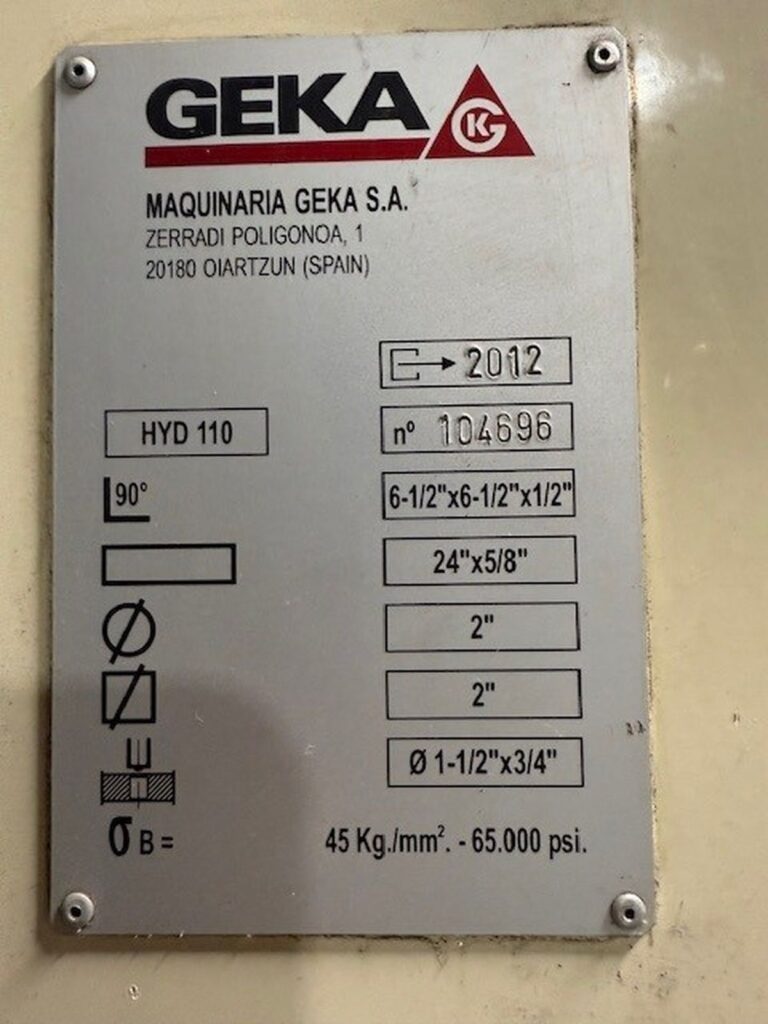 GEKA
GK
MAQUINARIA GEKA S.A.
ZERRADI POLIGONOA, 1
20180 OIARTZUN (SPAIN)
2012
HYD 110
nº 104696
90° 6-1/2"x6-1/2"x1/2"
24"x5/8"
2"
2"
Ø 1-1/2"x3/4"
σ B = 45 Kg./mm². - 65.000 psi.